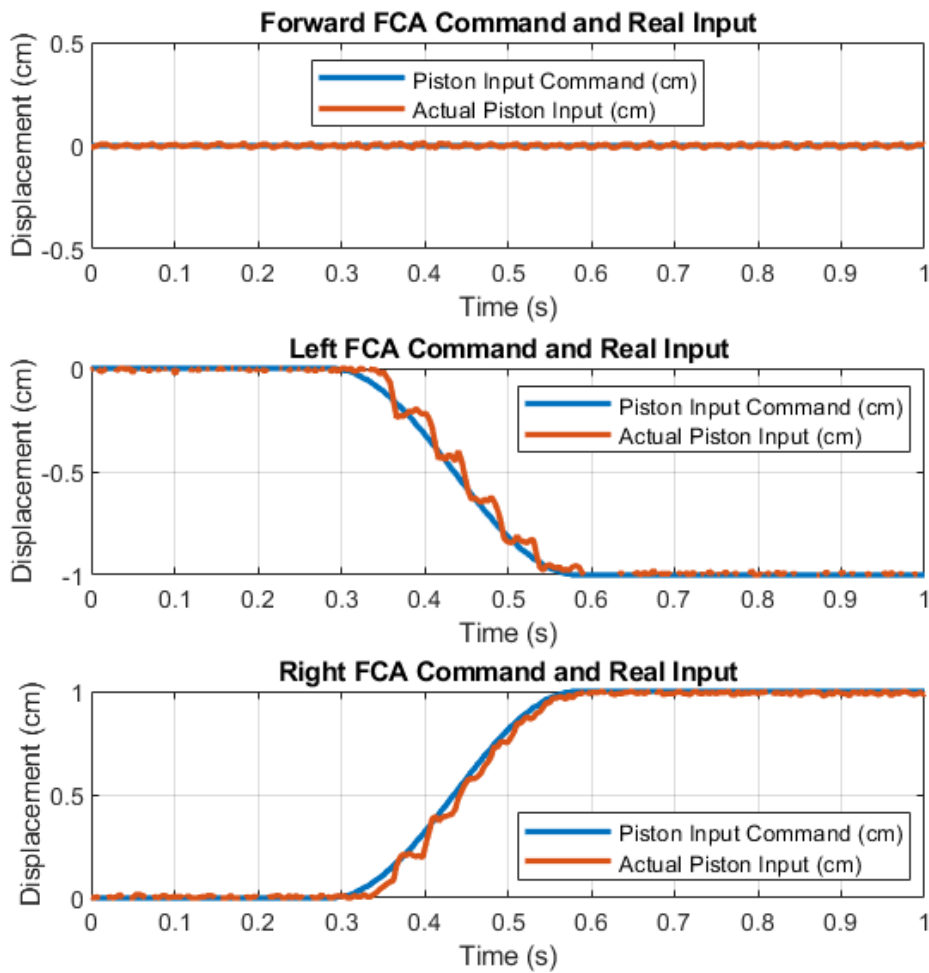 Forward FCA Command and Real Input
0.5
Piston Input Command (cm)
Actual Piston Input (cm)
0
-0.5
Displacement (cm)
0 0.1 0.2 0.3 0.4 0.5 0.6 0.7 0.8 0.9 1
Time (s)
Left FCA Command and Real Input
0
Piston Input Command (cm)
Actual Piston Input (cm)
-0.5
-1
Displacement (cm)
0 0.1 0.2 0.3 0.4 0.5 0.6 0.7 0.8 0.9 1
Time (s)
Right FCA Command and Real Input
1
0.5
Piston Input Command (cm)
Actual Piston Input (cm)
0
Displacement (cm)
0 0.1 0.2 0.3 0.4 0.5 0.6 0.7 0.8 0.9 1
Time (s)